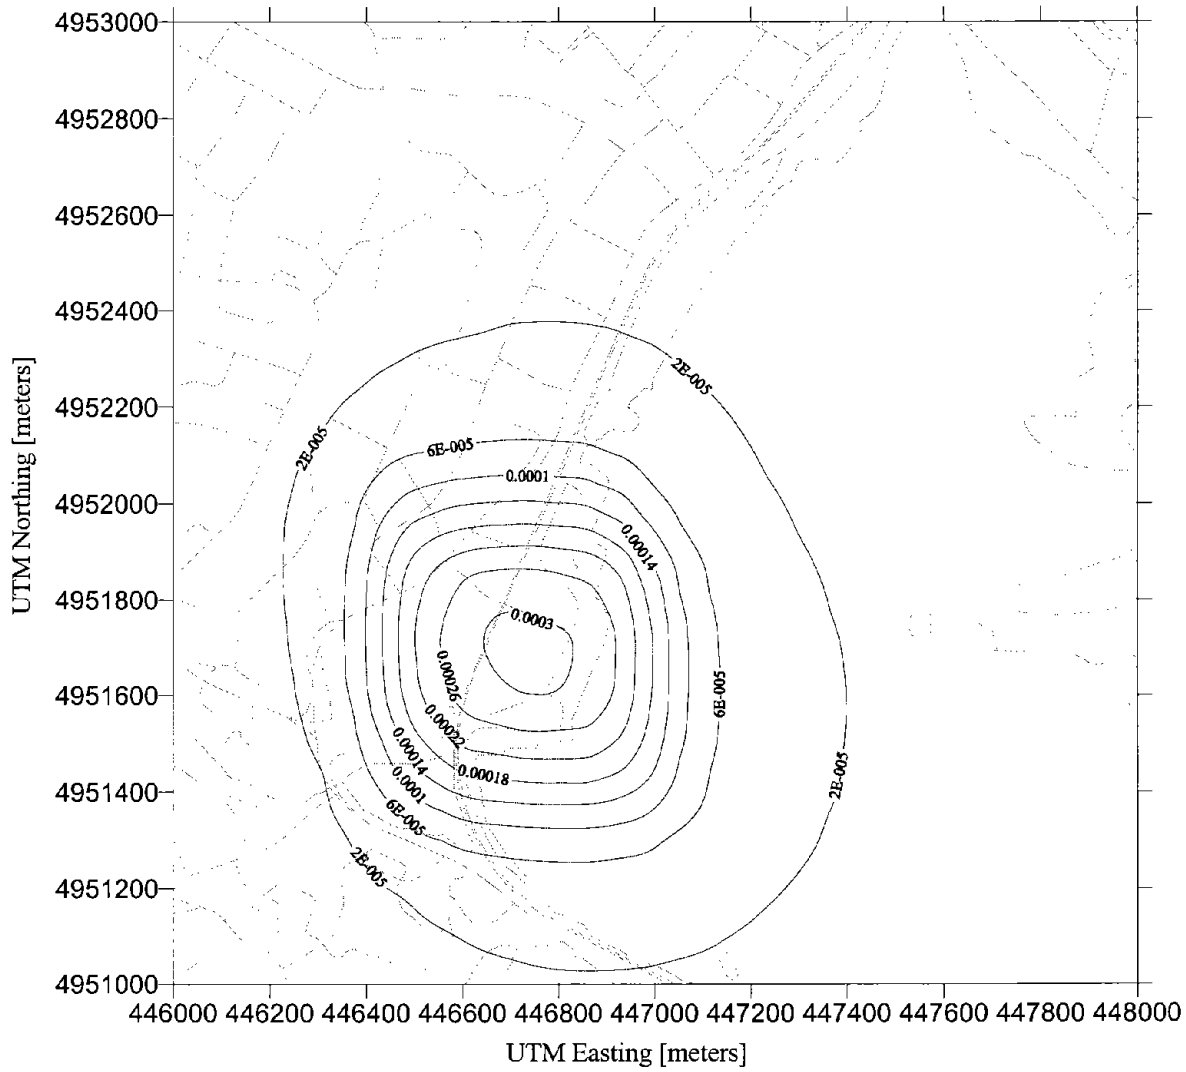 4953000
4952800
4952600
4952400
4952200
4952000
4951800
4951600
4951400
4951200
4951000
UTM Northing [meters]
2E-005
2E-005
6E-005
0.0001
0.00014
0.0003
0.00026
6E-005
0.00022
0.00014
0.00018
2E-005
0.0001
6E-005
2E-005
446000 446200 446400 446600 446800 447000 447200 447400 447600 447800 448000
UTM Easting [meters]